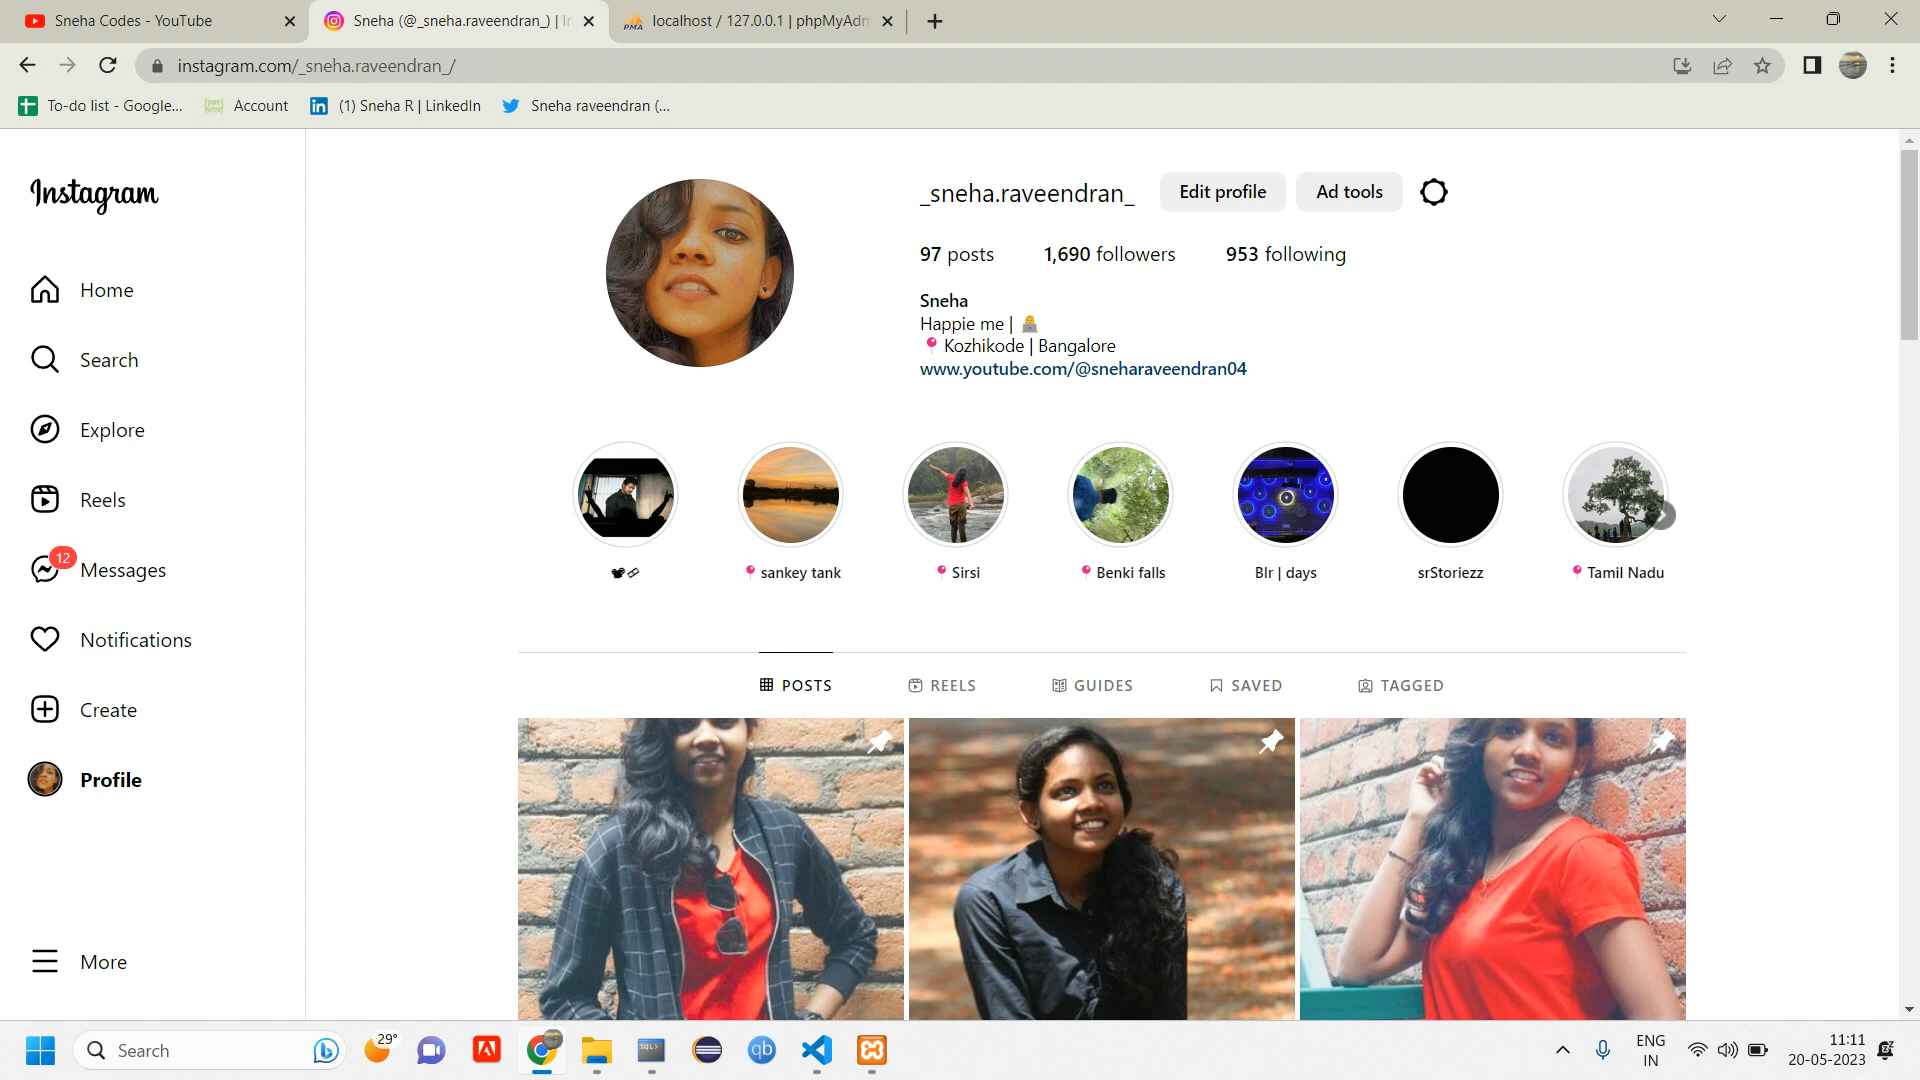 Sneha Codes - YouTube
Sneha (@_sneha.raveendran_) | In
localhost / 127.0.0.1 | phpMyAdm
instagram.com/_sneha.raveendran_/
To-do list - Google...
Account
(1) Sneha R | LinkedIn
Sneha raveendran (...
Instagram
_sneha.raveendran_
Edit profile
Ad tools
97 posts
1,690 followers
953 following
Sneha
Happie me |
Kozhikode | Bangalore
www.youtube.com/@sneharaveendran04
Home
Search
Explore
Reels
12
Messages
Notifications
Create
Profile
More
sankey tank
Sirsi
Benki falls
Blr | days
srStoriezz
Tamil Nadu
POSTS
REELS
GUIDES
SAVED
TAGGED
Search
29°
SQL>
qb
ENG
IN
11:11
20-05-2023